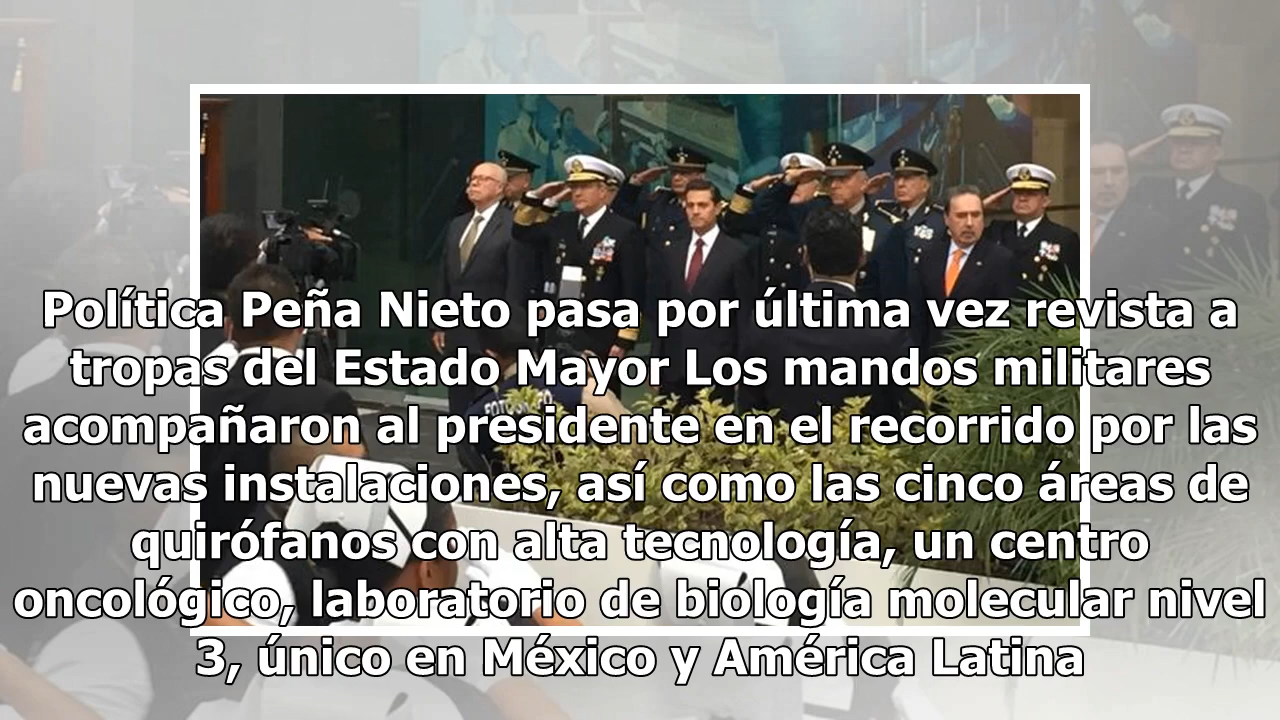 Política Peña Nieto pasa por última vez revista a
tropas del Estado Mayor Los mandos militares
acompañaron al presidente en el recorrido por las
nuevas instalaciones, así como las cinco áreas de
quirófanos con alta tecnología, un centro
oncológico, laboratorio de biología molecular nivel
3, único en México y América Latina